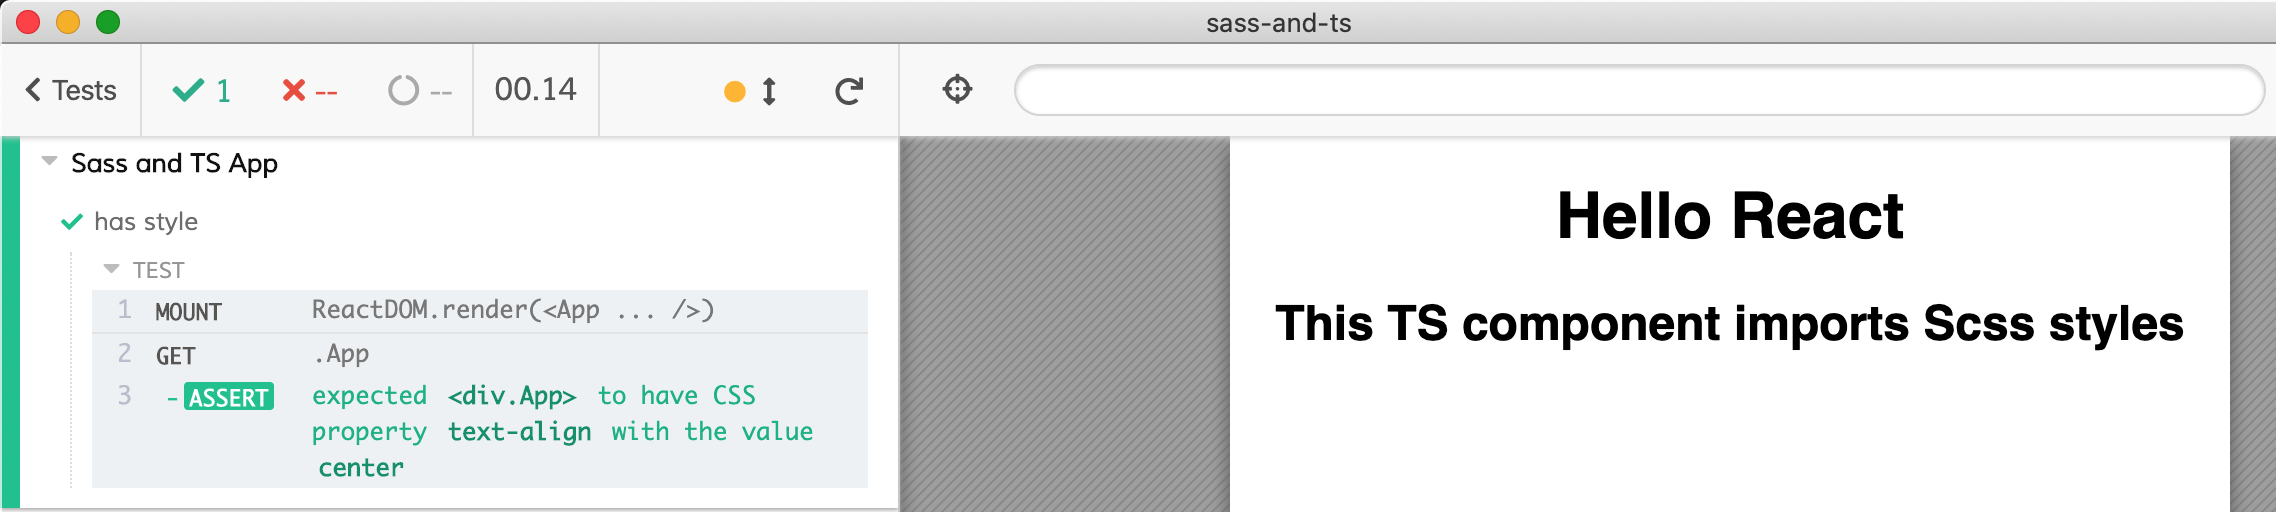 sass-and-ts
Tests
1
--
--
00.14
Sass and TS App
has style
TEST
1 MOUNT ReactDOM.render(<App ... />)
2 GET .App
3 -ASSERT expected <div.App> to have CSS
property text-align with the value
center
Hello React
This TS component imports Scss styles